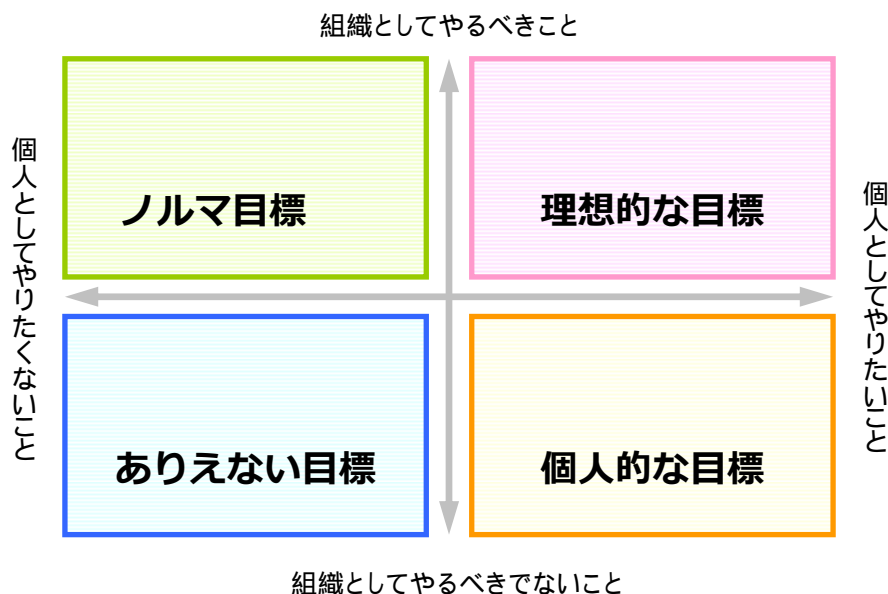 組織としてやるべきこと
個人としてやりたくないこと
ノルマ目標
理想的な目標
個人としてやりたいこと
ありえない目標
個人的な目標
組織としてやるべきでないこと